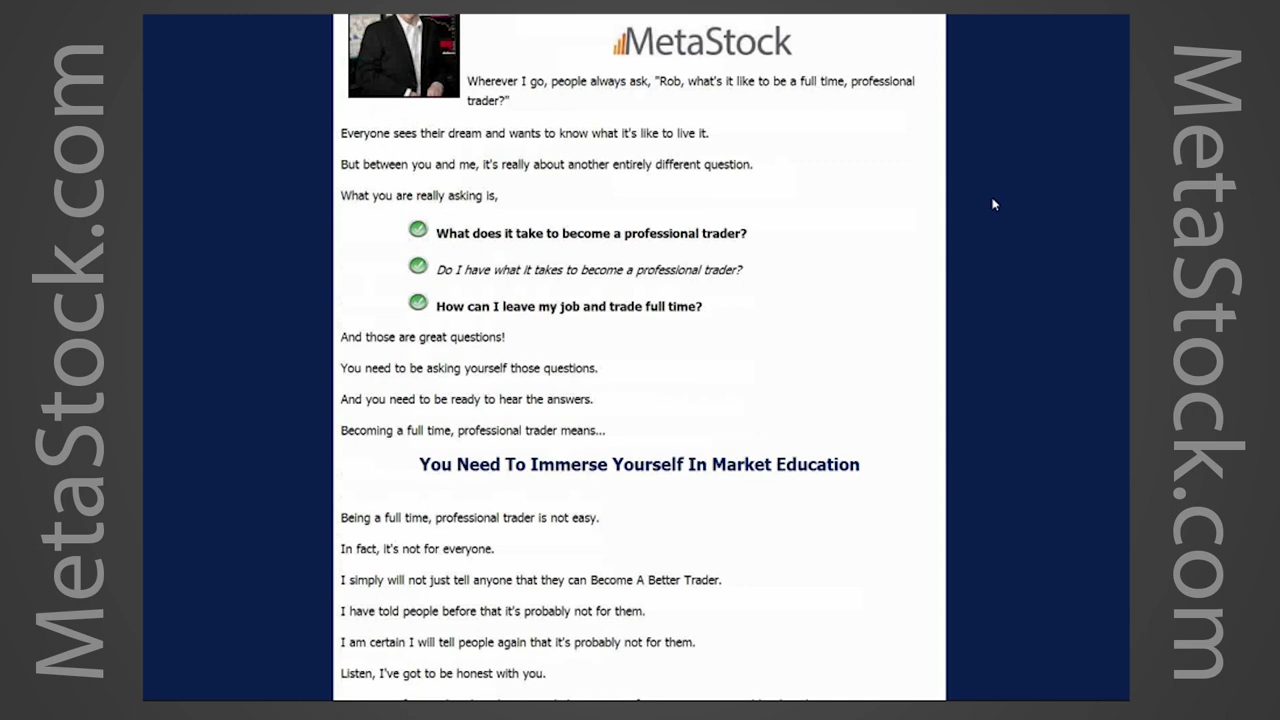 MetaStock.com
MetaStock
Wherever I go, people always ask, "Rob, what's it like to be a full time, professional
trader?"
Everyone sees their dream and wants to know what it's like to live it.
But between you and me, it's really about another entirely different question.
What you are really asking is,
What does it take to become a professional trader?
Do I have what it takes to become a professional trader?
How can I leave my job and trade full time?
And those are great questions!
You need to be asking yourself those questions.
And you need to be ready to hear the answers.
Becoming a full time, professional trader means...
You Need To Immerse Yourself In Market Education
Being a full time, professional trader is not easy.
In fact, it's not for everyone.
I simply will not just tell anyone that they can Become A Better Trader.
I have told people before that it's probably not for them.
I am certain I will tell people again that it's probably not for them.
Listen, I've got to be honest with you.
MetaStock.com